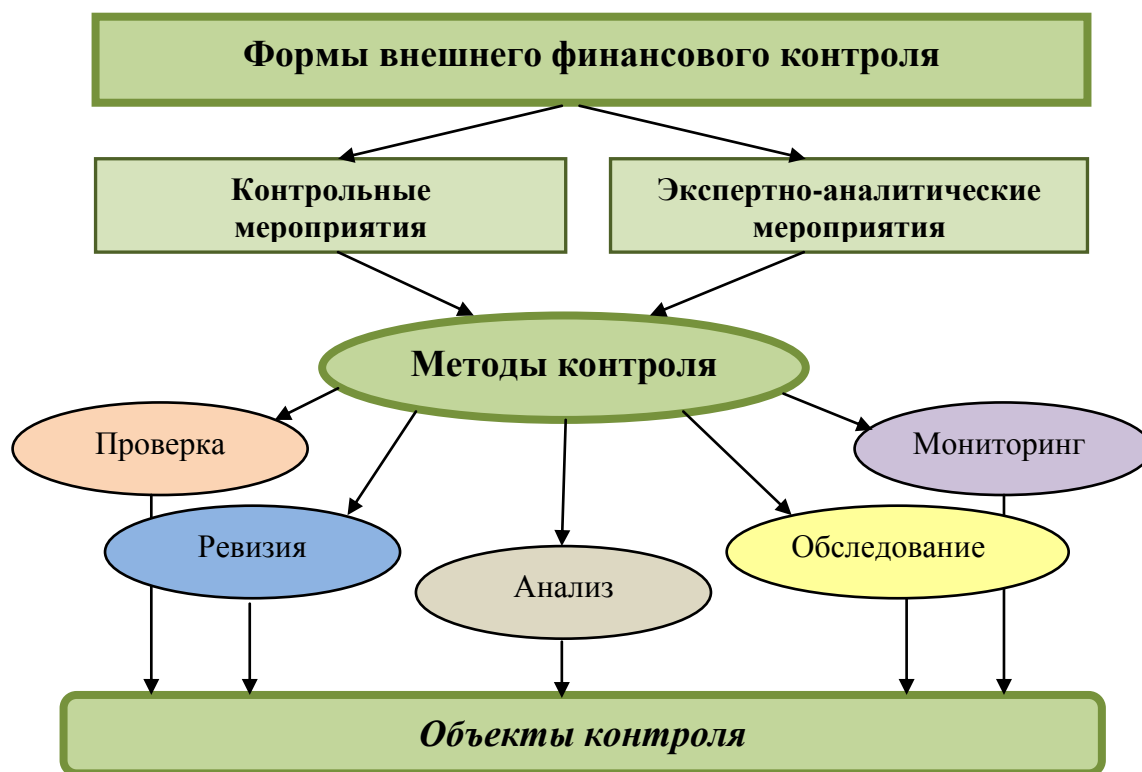 Формы внешнего финансового контроля
Контрольные
мероприятия
Экспертно-аналитические
мероприятия
Методы контроля
Проверка
Мониторинг
Ревизия
Обследование
Анализ
Объекты контроля